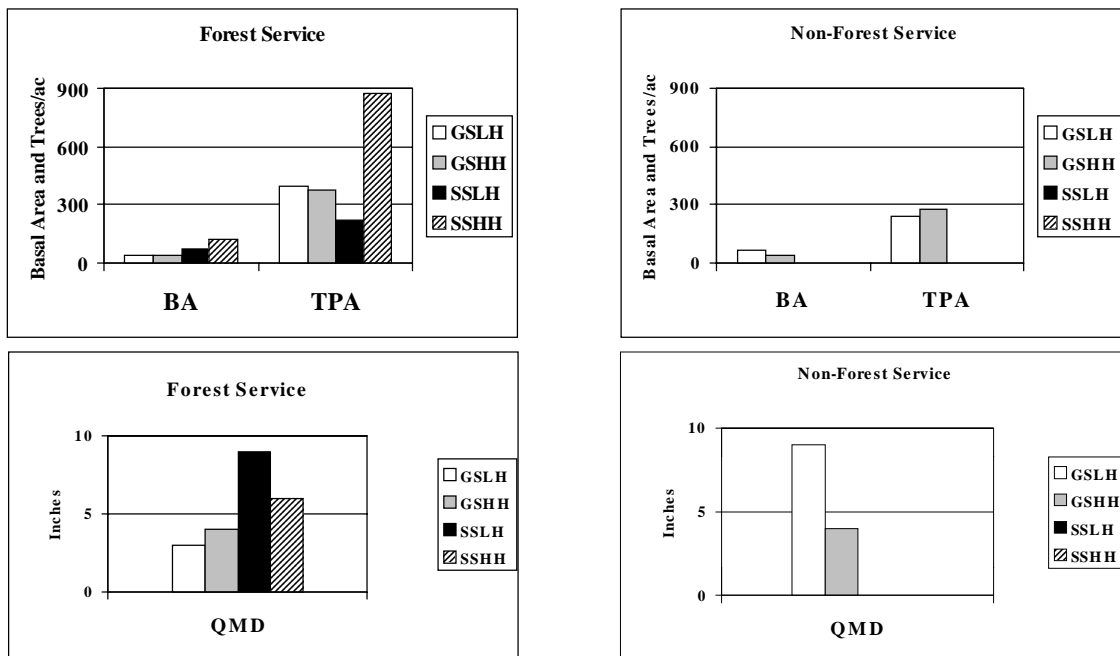 Forest Service
Basal Area and Trees/ac
900
600
300
0
BA TPA
GSLH
GSHH
SSLH
SSHH
Non-Forest Service
Basal Area and Trees/ac
900
600
300
0
BA TPA
GSLH
GSHH
SSLH
SSHH
Forest Service
Inches
10
5
0
QMD
GSLH
GSHH
SSLH
SSHH
Non-Forest Service
Inches
10
5
0
QMD
GSLH
GSHH
SSLH
SSHH